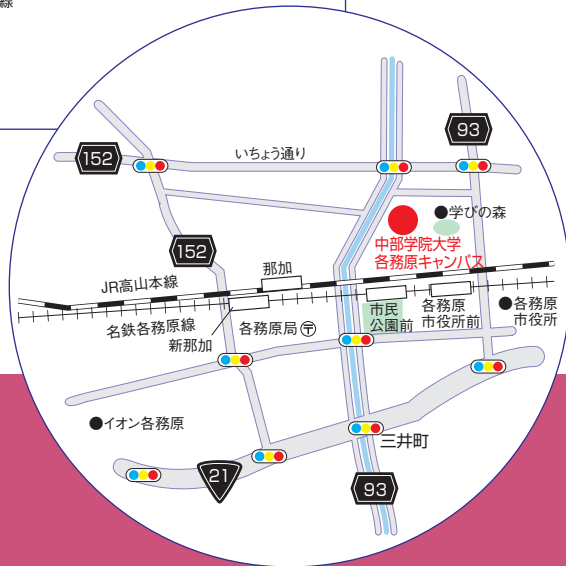 線
93
152
いちょう通り
学びの森
152
中部学院大学
各務原キャンパス
那加
JR高山本線
名鉄各務原線
新那加
各務原局〒
市民
公園前
各務原
市役所前
各務原
市役所
イオン各務原
三井町
21
93